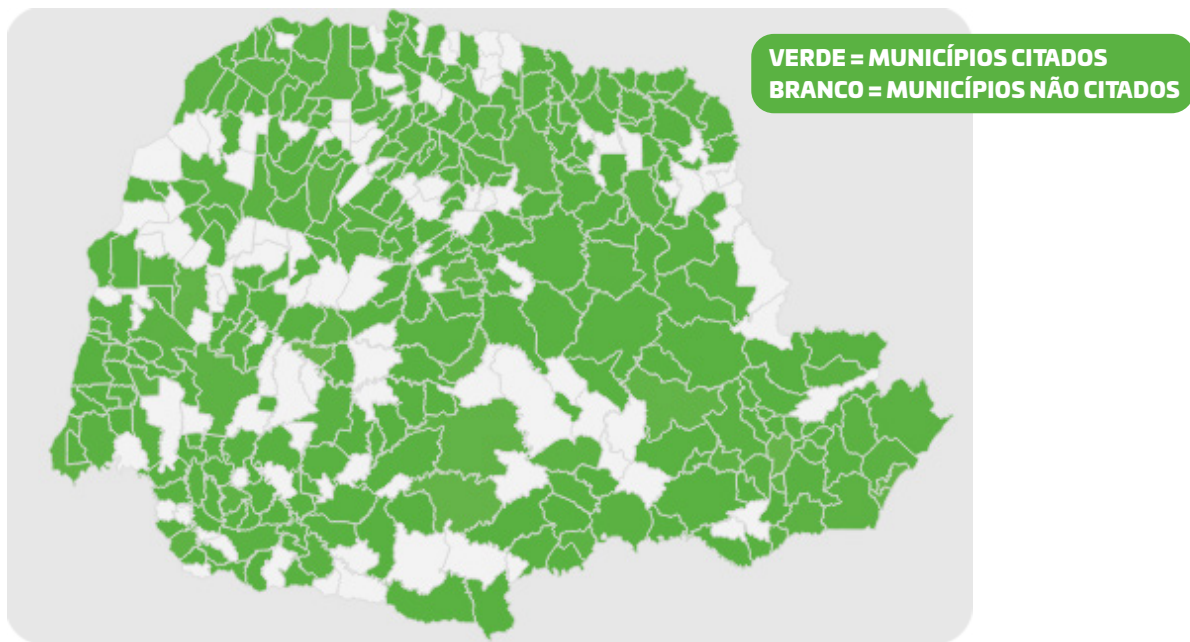 VERDE = MUNICÍPIOS CITADOS
BRANCO = MUNICÍPIOS NÃO CITADOS